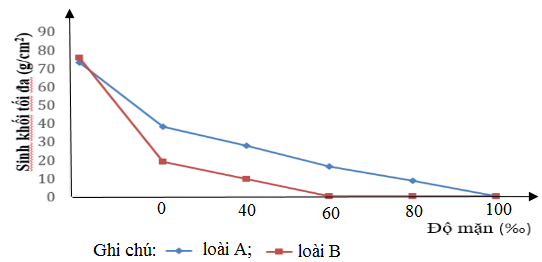 Sinh khối tối đa (g/cm²)
90
80
70
60
50
40
30
20
10
0
0 40 60 80 100
Độ mặn (‰)
Ghi chú: loài A; loài B